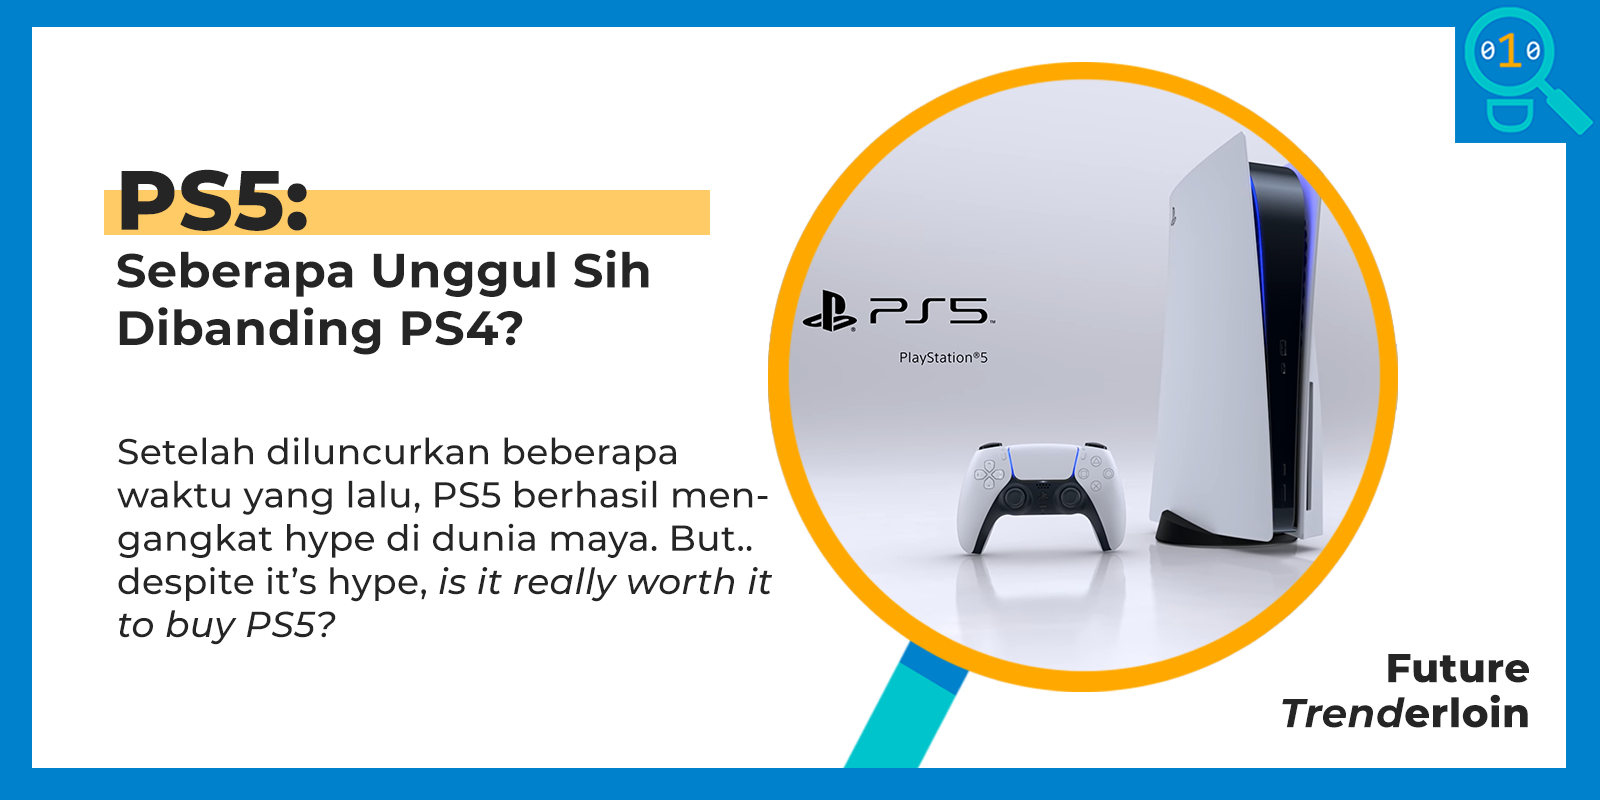 010
PS5:
Seberapa Unggul Sih
Dibanding PS4?
Setelah diluncurkan beberapa
waktu yang lalu, PS5 berhasil men-
gangkat hype di dunia maya. But..
despite it’s hype, is it really worth it
to buy PS5?
PS5™
PlayStation®5
Future
Trenderloin